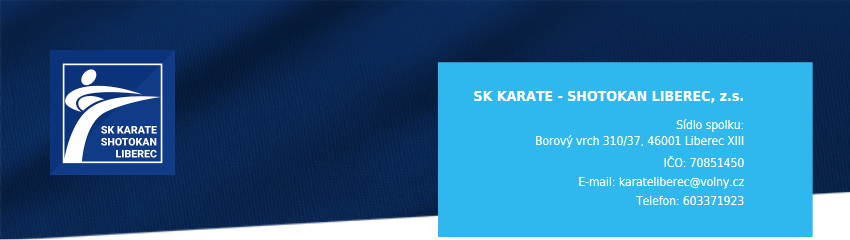 SK KARATE
SHOTOKAN
LIBEREC
SK KARATE - SHOTOKAN LIBEREC, z.s.
Sídlo spolku:
Borový vrch 310/37, 46001 Liberec XIII
IČO: 70851450
E-mail: karateliberec@volny.cz
Telefon: 603371923